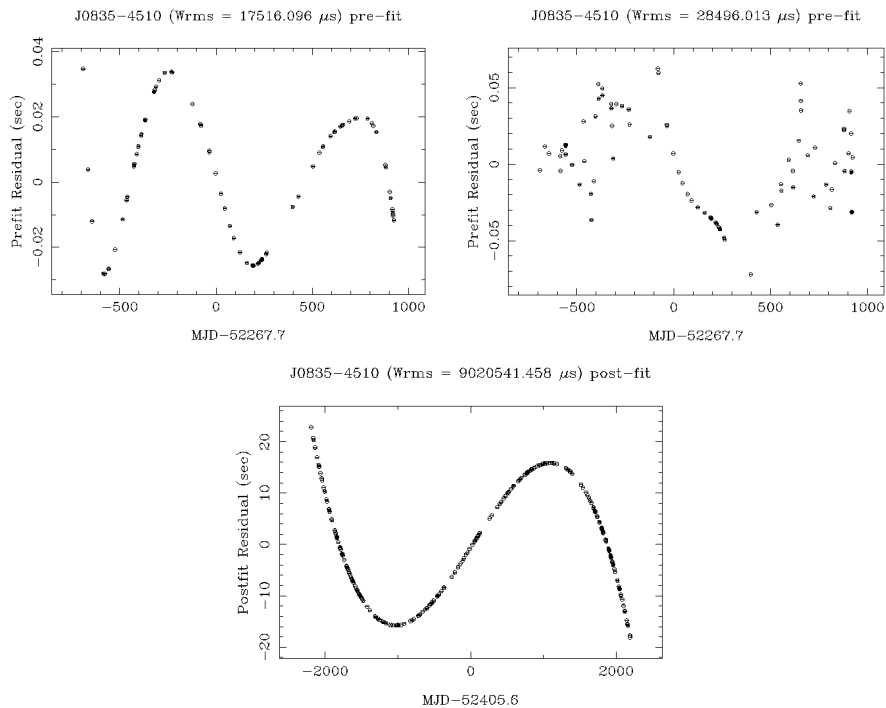 J0835−4510 (Wrms = 17516.096 μs) pre−fit
Prefit Residual (sec)
0.04
0.02
0
−0.02
−500
0
500
1000
MJD−52267.7
J0835−4510 (Wrms = 28496.013 μs) pre−fit
Prefit Residual (sec)
0.05
0
−0.05
−500
0
500
MJD−52267.7
J0835−4510 (Wrms = 9020541.458 μs) post−fit
Postfit Residual (sec)
20
10
0
−10
−20
−2000
0
2000
MJD−52405.6